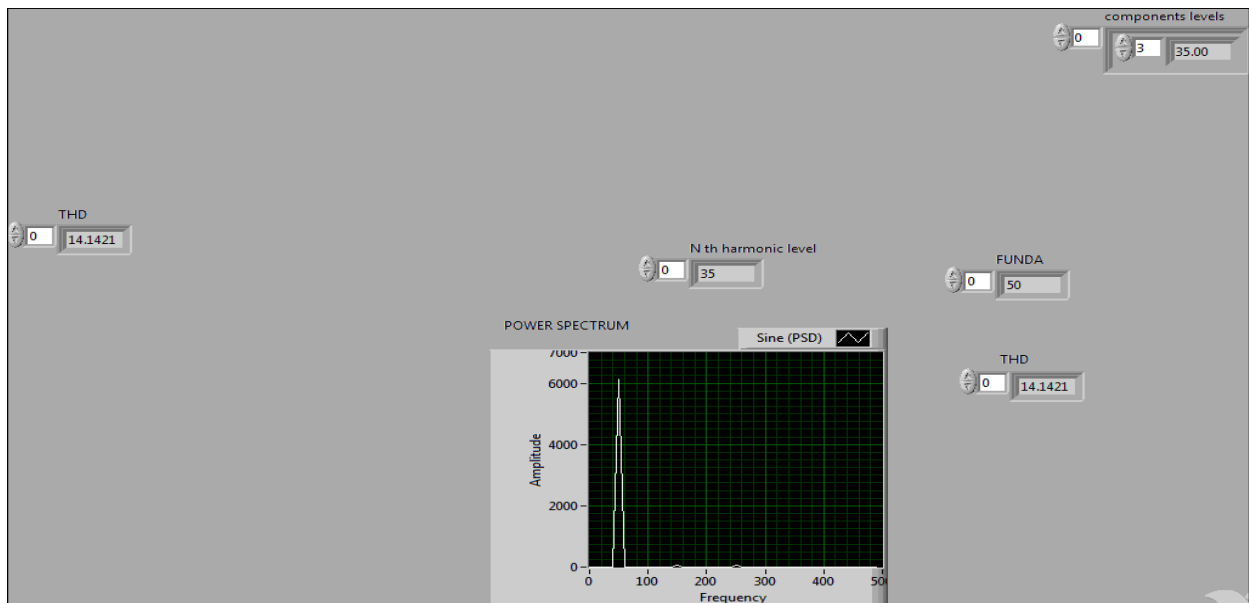 components levels
0
3
35.00
THD
0
14.1421
N th harmonic level
0
35
FUNDA
0
50
POWER SPECTRUM
Sine (PSD)
THD
0
14.1421
7000
6000
4000
2000
0
Amplitude
0 100 200 300 400 500
Frequency